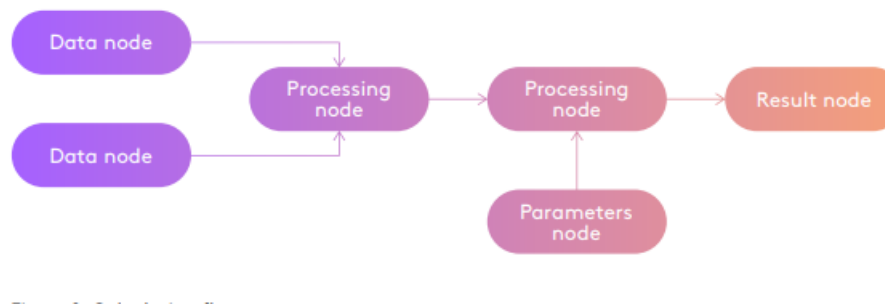 Data node
Processing
node
Processing
node
Result node
Data node
Parameters
node